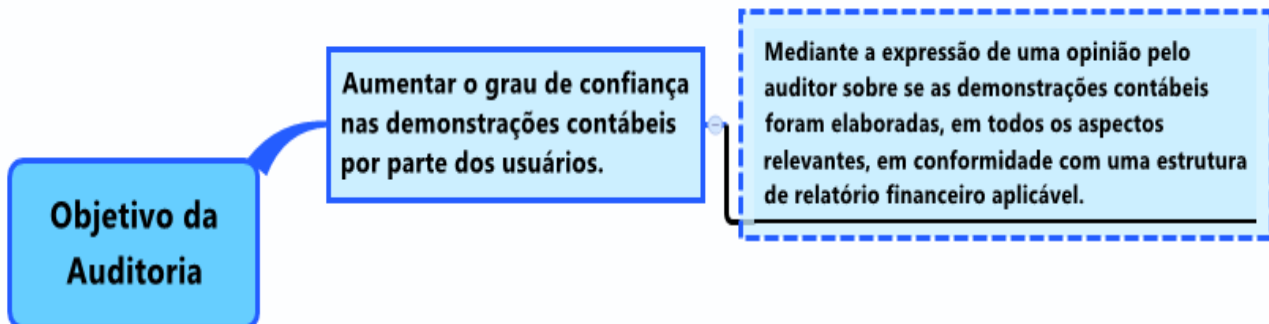 Objetivo da
Auditoria
Aumentar o grau de confiança
nas demonstrações contábeis
por parte dos usuários.
Mediante a expressão de uma opinião pelo
auditor sobre se as demonstrações contábeis
foram elaboradas, em todos os aspectos
relevantes, em conformidade com uma estrutura
de relatório financeiro aplicável.